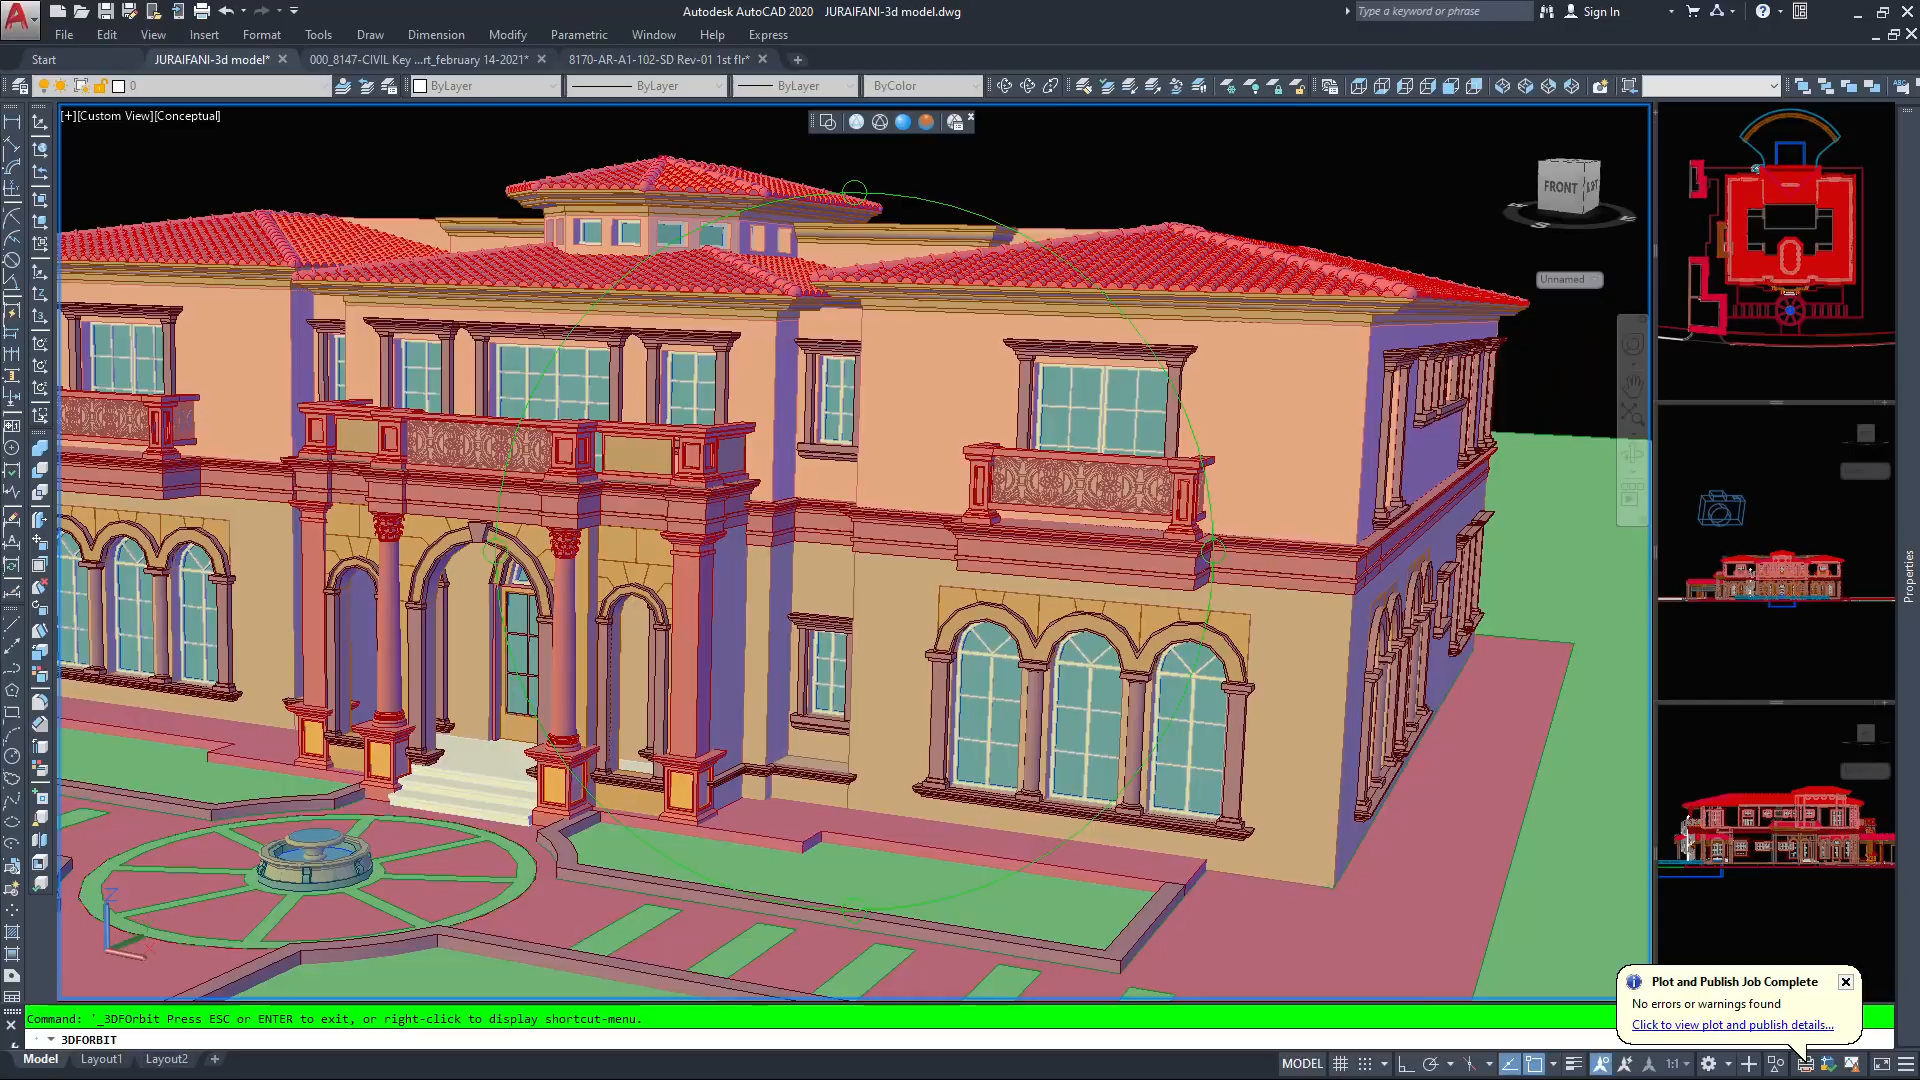 Autodesk AutoCAD 2020 JURAIFANI-3d model.dwg
Type a keyword or phrase
Sign In
File Edit View Insert Format Tools Draw Dimension Modify Parametric Window Help Express
Start
JURAIFANI-3d model*
000_8147-CIVIL Key ...rt_february 14-2021*
8170-AR-A1-102-SD Rev-01 1st flr*
0
ByLayer
ByLayer
ByLayer
ByColor
[+][Custom View][Conceptual]
FRONT
S
Unnamed
Properties
Z
Plot and Publish Job Complete
No errors or warnings found
Click to view plot and publish details...
Command: '_3DFOrbit Press ESC or ENTER to exit, or right-click to display shortcut-menu.
3DFORBIT
Model Layout1 Layout2
MODEL
1:1